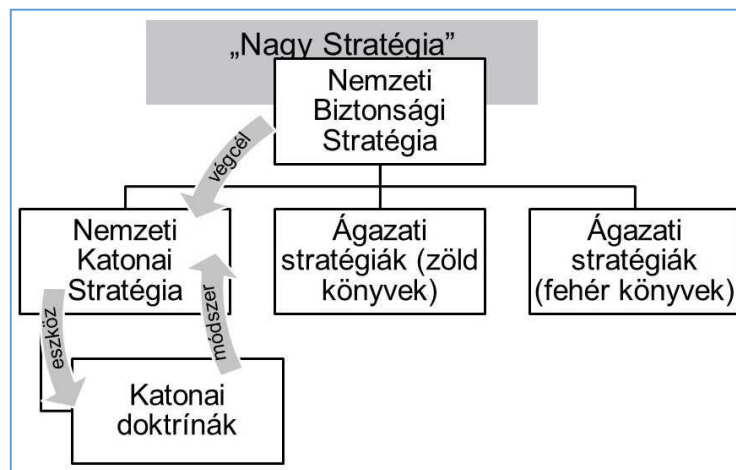 „Nagy Stratégia”
Nemzeti
Biztonsági
Stratégia
végcél
Nemzeti
Katonai
Stratégia
Ágazati
stratégiák (zöld
könyvek)
Ágazati
stratégiák
(fehér könyvek)
eszköz
módszer
Katonai
doktrínák